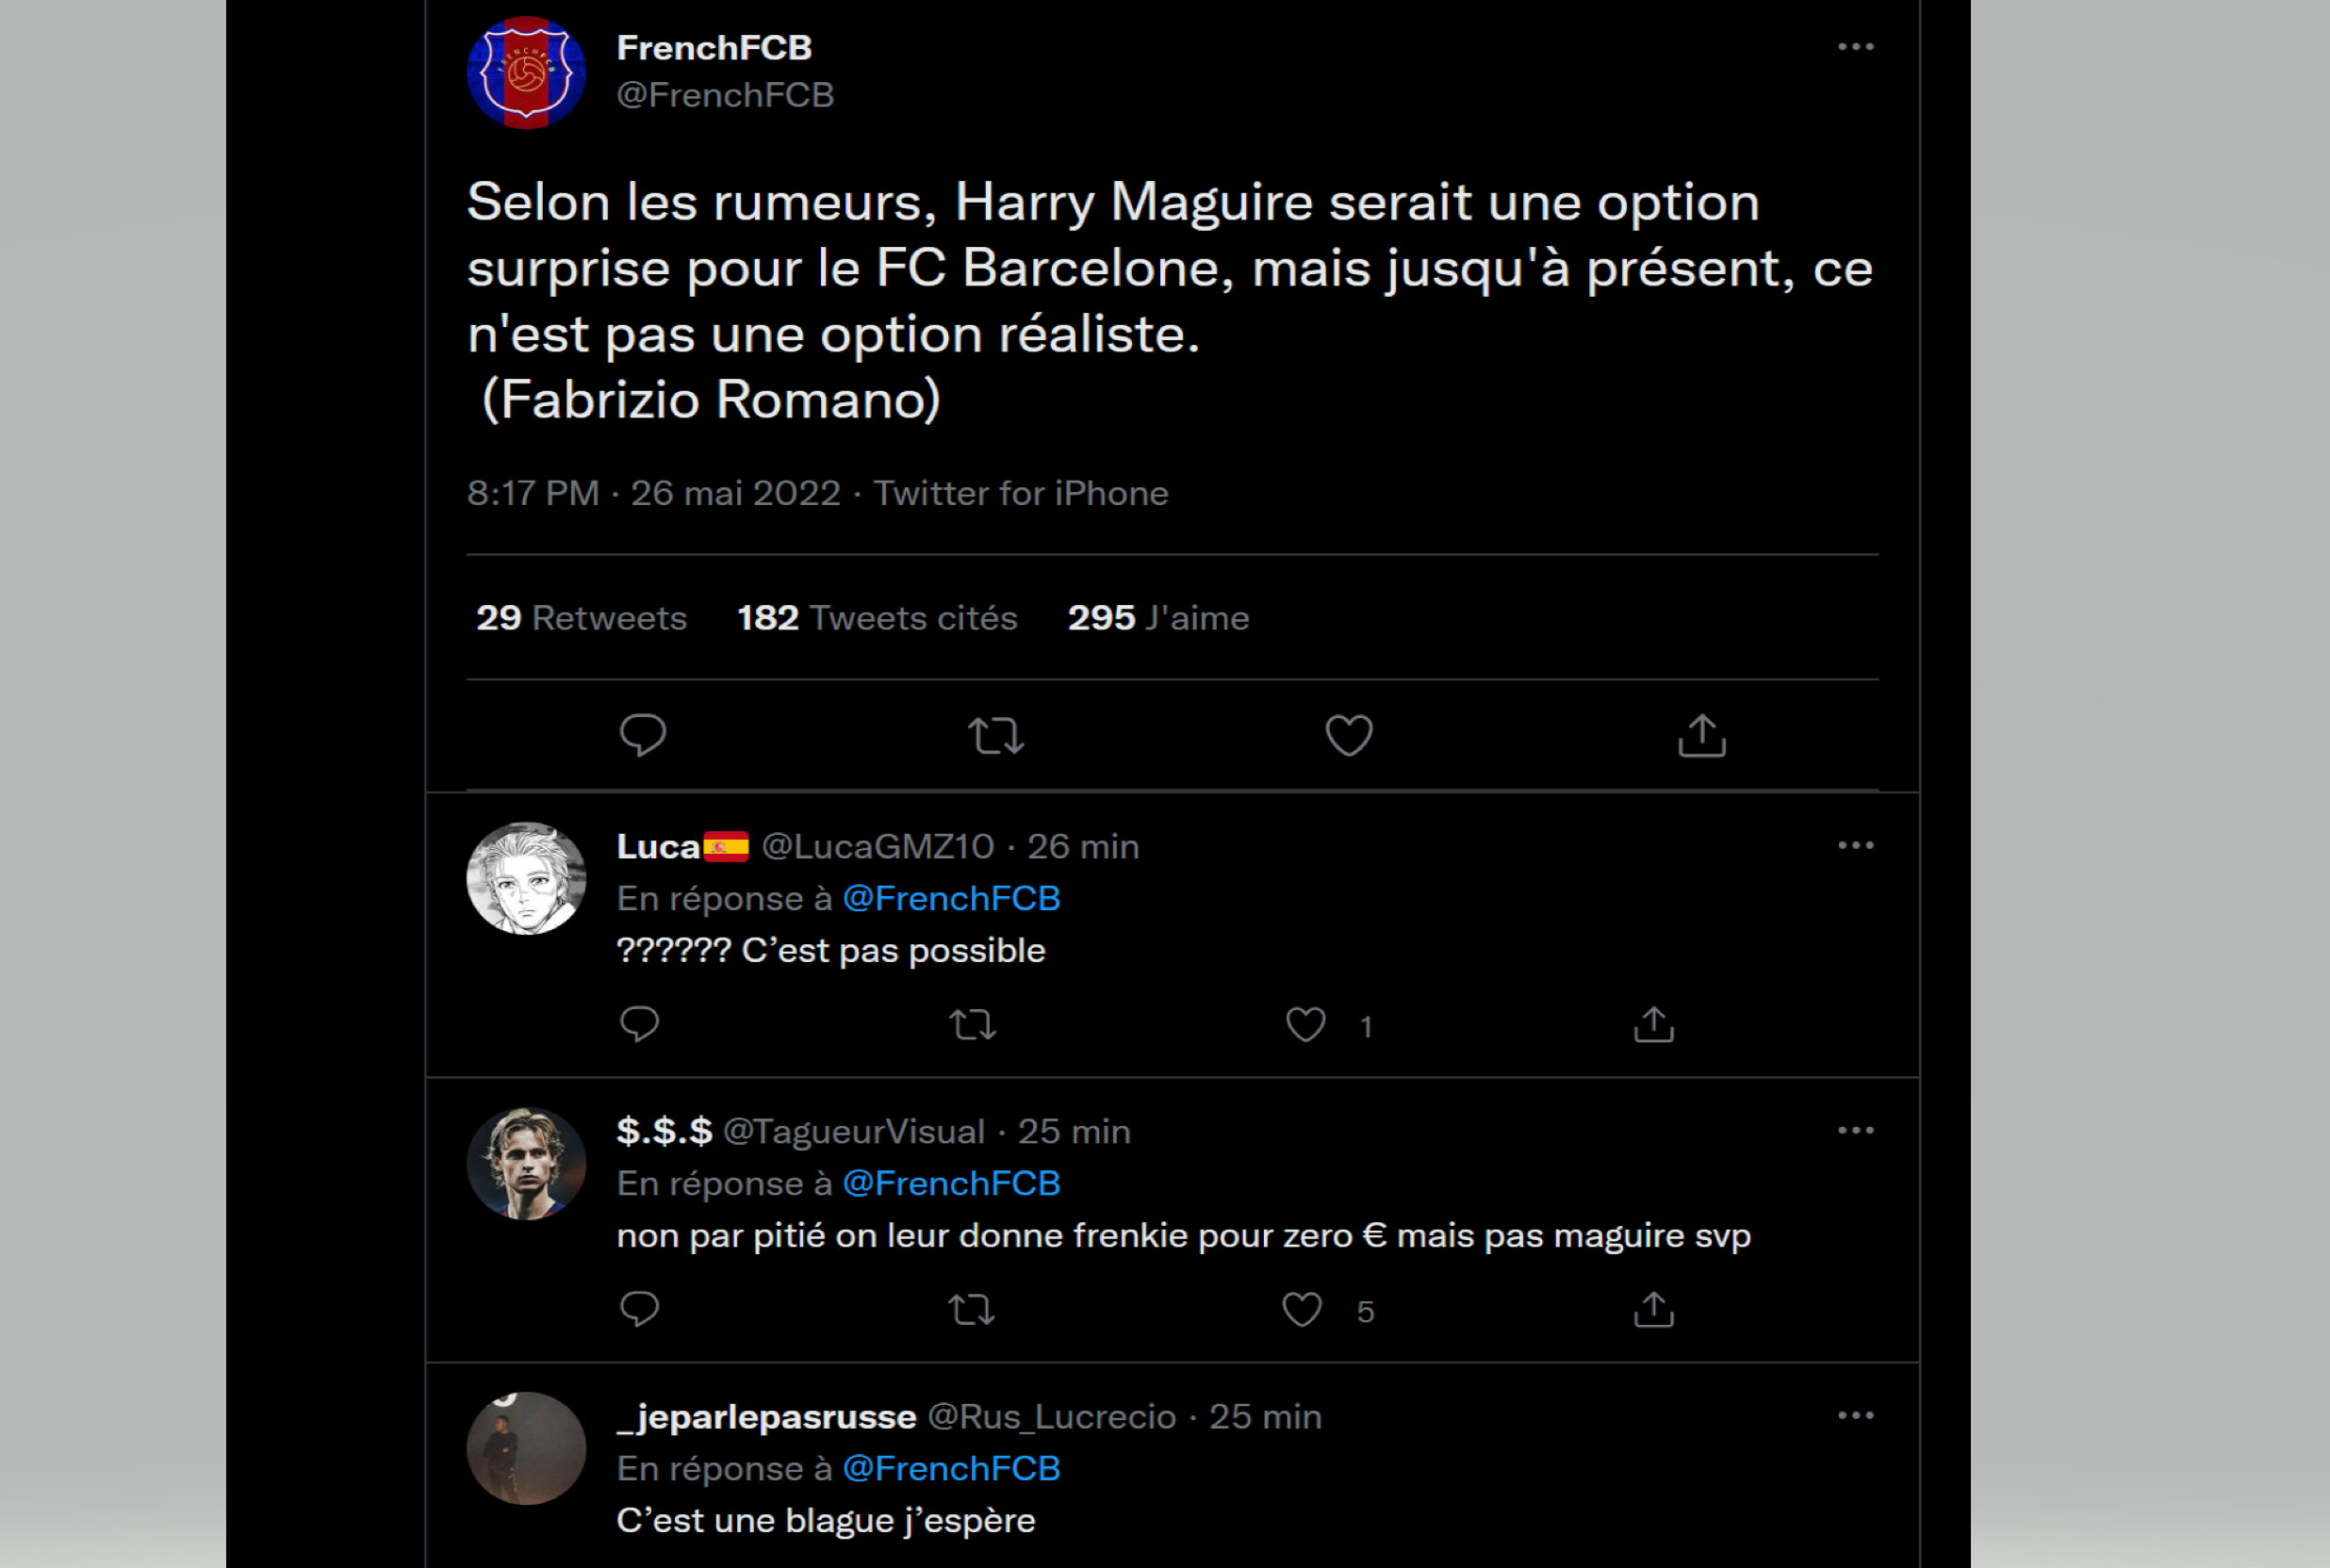 FrenchFCB
@FrenchFCB
Selon les rumeurs, Harry Maguire serait une option
surprise pour le FC Barcelone, mais jusqu'à présent, ce
n'est pas une option réaliste.
(Fabrizio Romano)
8:17 PM · 26 mai 2022 · Twitter for iPhone
29 Retweets 182 Tweets cités 295 J'aime
Luca🇪🇸 @LucaGMZ10 · 26 min
En réponse à @FrenchFCB
?????? C’est pas possible
1
$.$.$ @TagueurVisual · 25 min
En réponse à @FrenchFCB
non par pitié on leur donne frenkie pour zero € mais pas maguire svp
5
_jeparlepasrusse @Rus_Lucrecio · 25 min
En réponse à @FrenchFCB
C’est une blague j’espère